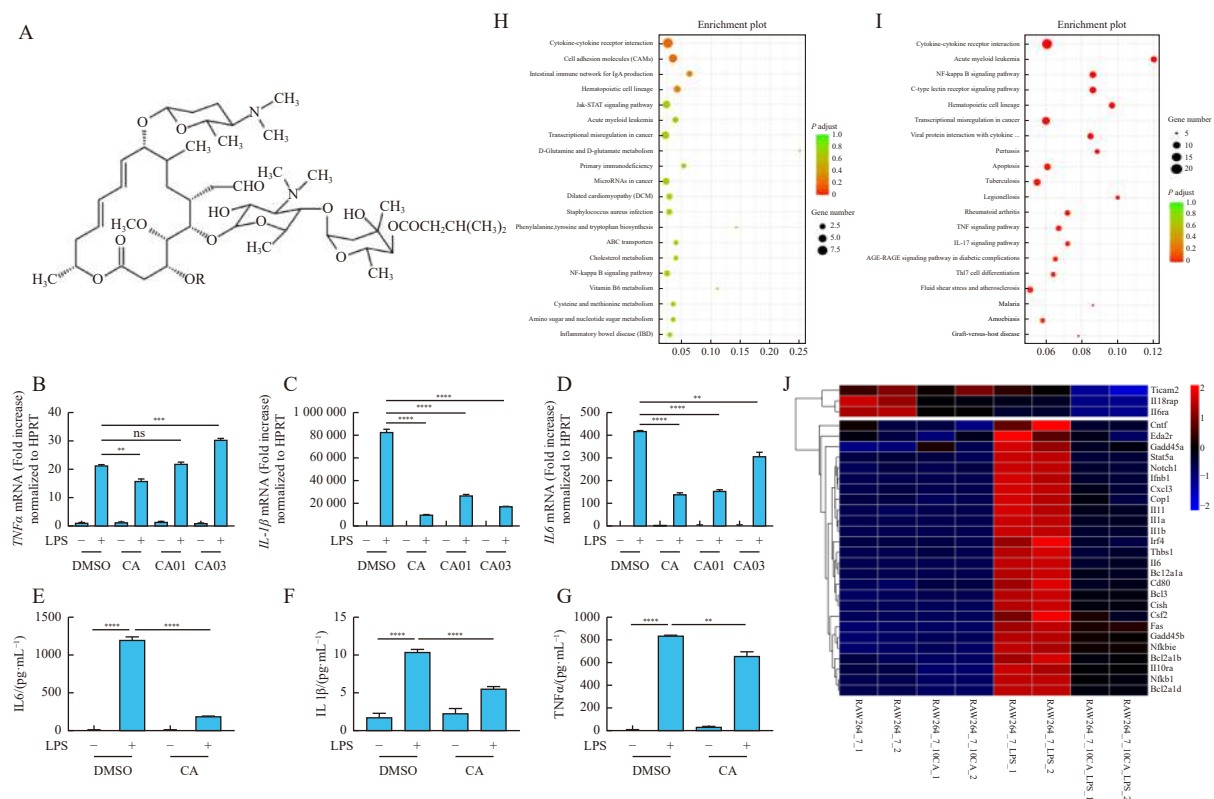 A
CH3
N
CH3
O
O
CH3
CH3
CH3
H3C
N
CH3
CHO
HO
O
HO
CH3
OCOCH2CH(CH3)2
H3CO
O
O
CH3
O
O
CH3
H3C
O
OR
H
Enrichment plot
Cytokine-cytokine receptor interaction
Cell adhesion molecules (CAMs)
Intestinal immune network for IgA production
Hematopoietic cell lineage
Jak-STAT signaling pathway
Acute myeloid leukemia
Transcriptional misregulation in cancer
D-Glutamine and D-glutamate metabolism
Primary immunodeficiency
MicroRNAs in cancer
Dilated cardiomyopathy (DCM)
Staphylococcus aureus infection
Phenylalanine,tyrosine and tryptophan biosynthesis
ABC transporters
Cholesterol metabolism
NF-kappa B signaling pathway
Vitamin B6 metabolism
Cysteine and methionine metabolism
Amino sugar and nucleotide sugar metabolism
Inflammatory bowel disease (IBD)
0.05 0.10 0.15 0.20 0.25
P adjust
1.0
0.8
0.6
0.4
0.2
0
Gene number
2.5
5.0
7.5
I
Enrichment plot
Cytokine-cytokine receptor interaction
Acute myeloid leukemia
NF-kappa B signaling pathway
C-type lectin receptor signaling pathway
Hematopoietic cell lineage
Transcriptional misregulation in cancer
Viral protein interaction with cytokine ...
Pertussis
Apoptosis
Tuberculosis
Legionellosis
Rheumatoid arthritis
TNF signaling pathway
IL-17 signaling pathway
AGE-RAGE signaling pathway in diabetic complications
Th17 cell differentiation
Fluid shear stress and atherosclerosis
Malaria
Amoebiasis
Graft-versus-host disease
0.06 0.08 0.10 0.12
Gene number
5
10
15
20
P adjust
1.0
0.8
0.6
0.4
0.2
0
B
TNFα mRNA (Fold increase)
normalized to HPRT
40
30
20
10
0
***
ns
**
LPS − + − + − + − +
DMSO CA CA01 CA03
C
IL-1β mRNA (Fold increase)
nomalized to HPRT
1 000 000
80 000
60 000
40 000
20 000
0
****
****
****
LPS − + − + − + − +
DMSO CA CA01 CA03
D
IL6 mRNA (Fold increase)
normalized to HPRT
600
500
400
300
200
100
0
**
****
****
LPS − + − + − + − +
DMSO CA CA01 CA03
E
IL6/(pg·mL−1)
1500
1000
500
0
**** ****
LPS − + − +
DMSO CA
F
IL 1β/(pg·mL−1)
15
10
5
0
**** ****
LPS − + − +
DMSO CA
G
TNFα/(pg·mL−1)
1000
800
600
400
200
0
**** **
LPS − + − +
DMSO CA
J
Ticam2
Il18rap
Il6ra
Cntf
Eda2r
Gadd45a
Stat5a
Notch1
Ifnb1
Cxcl3
Cop1
Il11
Il1a
Il1b
Irf4
Thbs1
Il6
Bc12a1a
Cd80
Bcl3
Cish
Csf2
Fas
Gadd45b
Nfkbie
Bcl2a1b
Il10ra
Nfkb1
Bcl2a1d
2
1
0
−1
−2
RAW264_7_1
RAW264_7_2
RAW264_7_10CA_1
RAW264_7_10CA_2
RAW264_7_LPS_1
RAW264_7_LPS_2
RAW264_7_10CA_LPS_1
RAW264_7_10CA_LPS_2